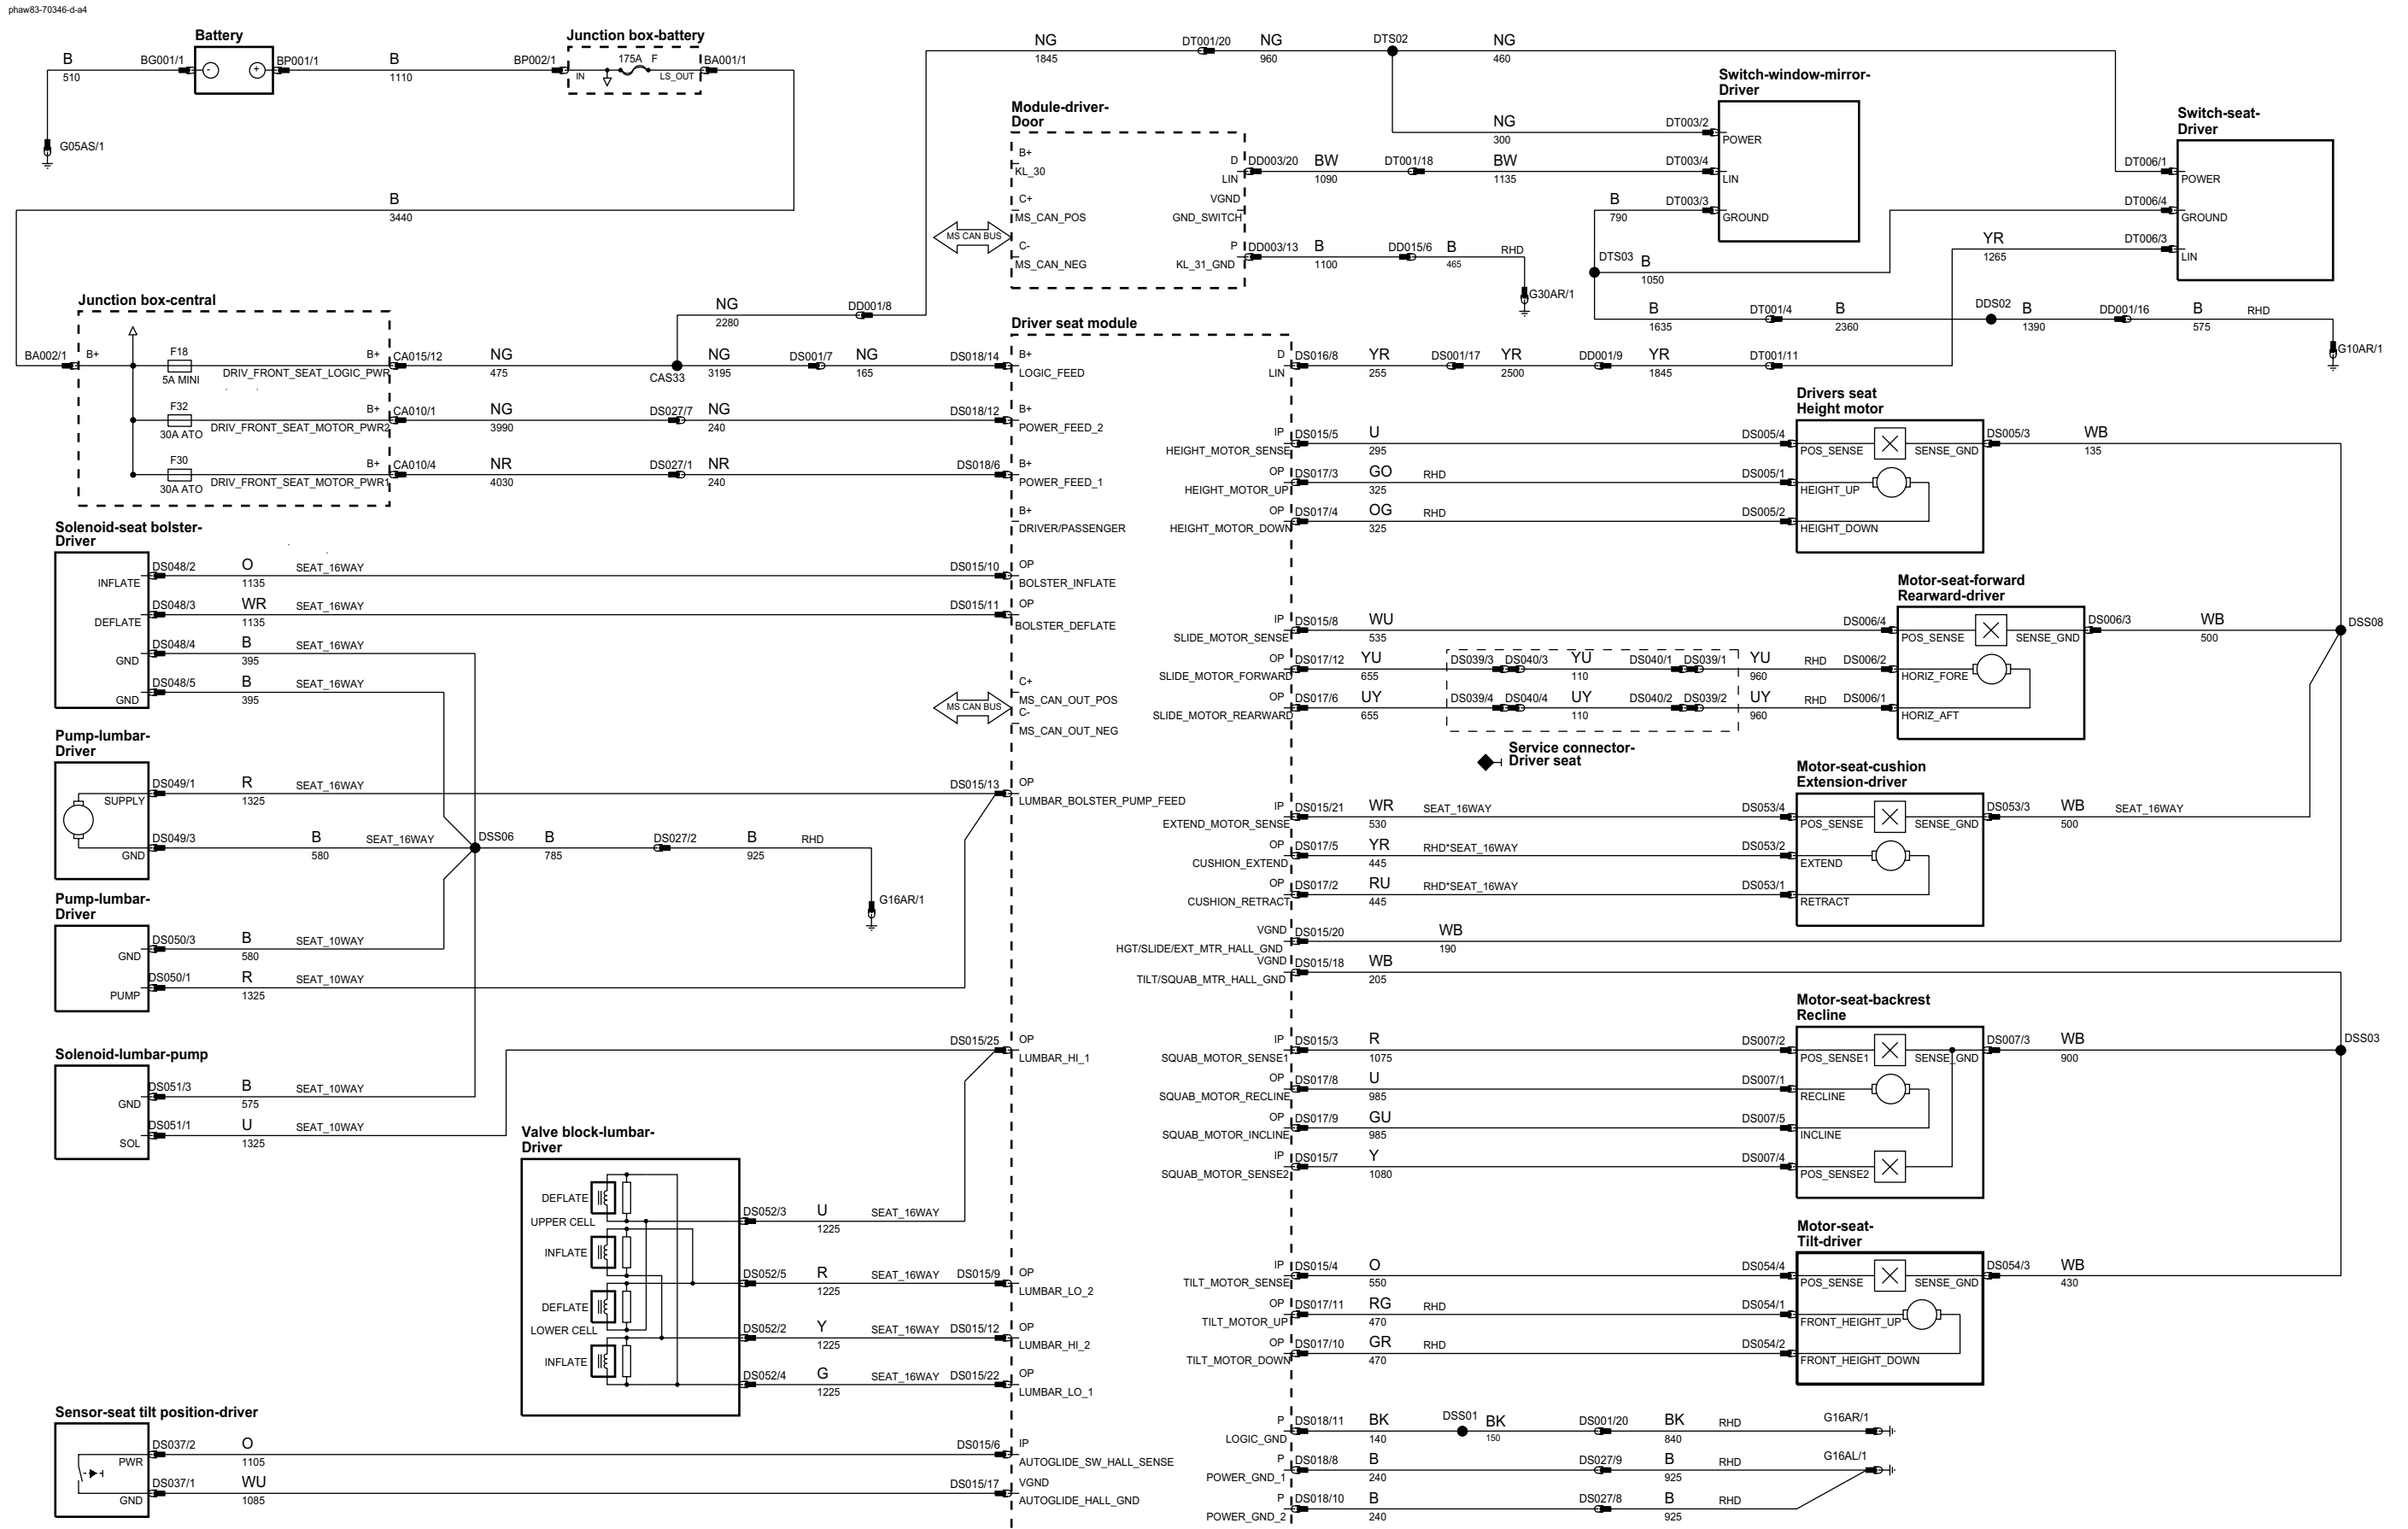 phaw83-70346-d-a4
Battery
B
510
BG001/1
-
+
BP001/1
B
1110
G05AS/1
Junction box-battery
BP002/1
IN
175A F
LS_OUT
BA001/1
B
3440
NG
1845
DT001/20
NG
960
DTS02
NG
460
NG
300
Module-driver-
Door
B+
KL_30
C+
MS_CAN_POS
C-
MS_CAN_NEG
MS CAN BUS
D
LIN
VGND
GND_SWITCH
P
KL_31_GND
DD003/20
BW
1090
DT001/18
BW
1135
DD003/13
B
1100
DD015/6
B
465
RHD
G30AR/1
Switch-window-mirror-
Driver
DT003/2
POWER
DT003/4
LIN
DT003/3
GROUND
B
790
DTS03
B
1050
B
1635
DT001/4
B
2360
DDS02
B
1390
DD001/16
B
575
RHD
G10AR/1
Switch-seat-
Driver
DT006/1
POWER
DT006/4
GROUND
DT006/3
LIN
YR
1265
Junction box-central
BA002/1
B+
F18
5A MINI
B+
DRIV_FRONT_SEAT_LOGIC_PWR
F32
30A ATO
B+
DRIV_FRONT_SEAT_MOTOR_PWR2
F30
30A ATO
B+
DRIV_FRONT_SEAT_MOTOR_PWR1
CA015/12
NG
475
CAS33
NG
2280
DD001/8
NG
3195
DS001/7
NG
165
DS018/14
CA010/1
NG
3990
DS027/7
NG
240
DS018/12
CA010/4
NR
4030
DS027/1
NR
240
DS018/6
Driver seat module
B+
LOGIC_FEED
B+
POWER_FEED_2
B+
POWER_FEED_1
B+
DRIVER/PASSENGER
D
LIN
DS016/8
YR
255
DS001/17
YR
2500
DD001/9
YR
1845
DT001/11
IP
HEIGHT_MOTOR_SENSE
DS015/5
U
295
OP
HEIGHT_MOTOR_UP
DS017/3
GO
325
RHD
OP
HEIGHT_MOTOR_DOWN
DS017/4
OG
325
RHD
Drivers seat
Height motor
DS005/4
POS_SENSE
SENSE_GND
DS005/3
WB
135
DS005/1
HEIGHT_UP
DS005/2
HEIGHT_DOWN
Solenoid-seat bolster-
Driver
INFLATE
DS048/2
O
1135
SEAT_16WAY
DS015/10
OP
BOLSTER_INFLATE
DEFLATE
DS048/3
WR
1135
SEAT_16WAY
DS015/11
OP
BOLSTER_DEFLATE
GND
DS048/4
B
395
SEAT_16WAY
GND
DS048/5
B
395
SEAT_16WAY
MS CAN BUS
C+
MS_CAN_OUT_POS
C-
MS_CAN_OUT_NEG
IP
SLIDE_MOTOR_SENSE
DS015/8
WU
535
OP
SLIDE_MOTOR_FORWARD
DS017/12
YU
655
DS039/3
DS040/3
YU
110
DS040/1
DS039/1
YU
960
RHD
OP
SLIDE_MOTOR_REARWARD
DS017/6
UY
655
DS039/4
DS040/4
UY
110
DS040/2
DS039/2
UY
960
RHD
Service connector-
Driver seat
Motor-seat-forward
Rearward-driver
DS006/4
POS_SENSE
SENSE_GND
DS006/3
WB
500
DSS08
DS006/2
HORIZ_FORE
DS006/1
HORIZ_AFT
Pump-lumbar-
Driver
SUPPLY
DS049/1
R
1325
SEAT_16WAY
DS015/13
OP
LUMBAR_BOLSTER_PUMP_FEED
GND
DS049/3
B
580
SEAT_16WAY
DSS06
B
785
DS027/2
B
925
RHD
G16AR/1
IP
EXTEND_MOTOR_SENSE
DS015/21
WR
530
SEAT_16WAY
OP
CUSHION_EXTEND
DS017/5
YR
445
RHD*SEAT_16WAY
OP
CUSHION_RETRACT
DS017/2
RU
445
RHD*SEAT_16WAY
Motor-seat-cushion
Extension-driver
DS053/4
POS_SENSE
SENSE_GND
DS053/3
WB
500
SEAT_16WAY
DS053/2
EXTEND
DS053/1
RETRACT
Pump-lumbar-
Driver
GND
DS050/3
B
580
SEAT_10WAY
PUMP
DS050/1
R
1325
SEAT_10WAY
VGND
HGT/SLIDE/EXT_MTR_HALL_GND
DS015/20
WB
190
VGND
TILT/SQUAB_MTR_HALL_GND
DS015/18
WB
205
Solenoid-lumbar-pump
GND
DS051/3
B
575
SEAT_10WAY
SOL
DS051/1
U
1325
SEAT_10WAY
DS015/25
OP
LUMBAR_HI_1
IP
SQUAB_MOTOR_SENSE1
DS015/3
R
1075
OP
SQUAB_MOTOR_RECLINE
DS017/8
U
985
OP
SQUAB_MOTOR_INCLINE
DS017/9
GU
985
IP
SQUAB_MOTOR_SENSE2
DS015/7
Y
1080
Motor-seat-backrest
Recline
DS007/2
POS_SENSE1
SENSE_GND
DS007/3
WB
900
DSS03
DS007/1
RECLINE
DS007/5
INCLINE
DS007/4
POS_SENSE2
Valve block-lumbar-
Driver
DEFLATE
UPPER CELL
INFLATE
DEFLATE
LOWER CELL
INFLATE
DS052/3
U
1225
SEAT_16WAY
DS052/5
R
1225
SEAT_16WAY
DS015/9
OP
LUMBAR_LO_2
DS052/2
Y
1225
SEAT_16WAY
DS015/12
OP
LUMBAR_HI_2
DS052/4
G
1225
SEAT_16WAY
DS015/22
OP
LUMBAR_LO_1
IP
TILT_MOTOR_SENSE
DS015/4
O
550
OP
TILT_MOTOR_UP
DS017/11
RG
470
RHD
OP
TILT_MOTOR_DOWN
DS017/10
GR
470
RHD
Motor-seat-
Tilt-driver
DS054/4
POS_SENSE
SENSE_GND
DS054/3
WB
430
DS054/1
FRONT_HEIGHT_UP
DS054/2
FRONT_HEIGHT_DOWN
Sensor-seat tilt position-driver
PWR
DS037/2
O
1105
DS015/6
IP
AUTOGLIDE_SW_HALL_SENSE
GND
DS037/1
WU
1085
DS015/17
VGND
AUTOGLIDE_HALL_GND
P
LOGIC_GND
DS018/11
BK
140
DSS01
BK
150
DS001/20
BK
840
RHD
G16AR/1
P
POWER_GND_1
DS018/8
B
240
DS027/9
B
925
RHD
G16AL/1
P
POWER_GND_2
DS018/10
B
240
DS027/8
B
925
RHD